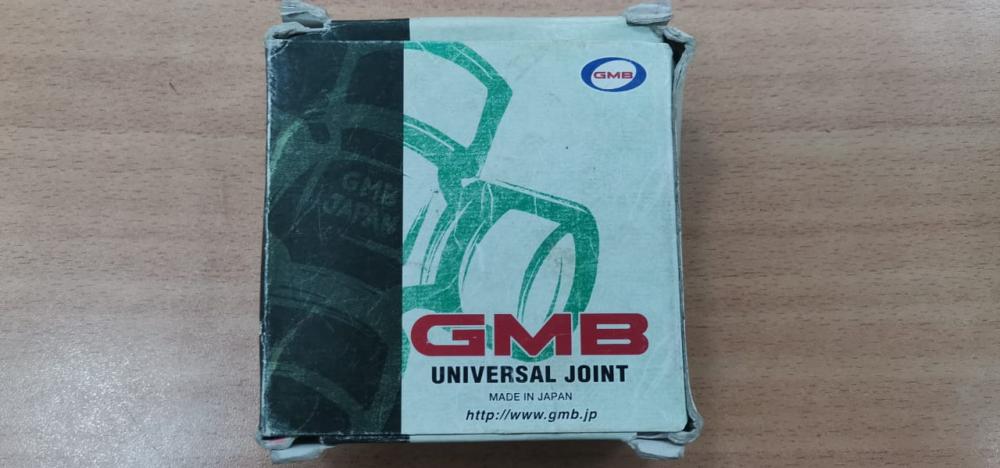 GMB
GMB
JAPAN
GMB
UNIVERSAL JOINT
MADE IN JAPAN
http://www.gmb.jp